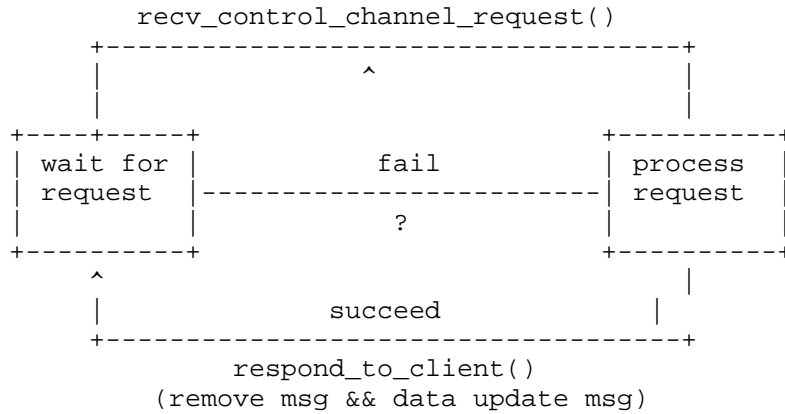 recv_control_channel_request()
wait for fail process
request request
?
succeed
respond_to_client()
(remove msg && data update msg)